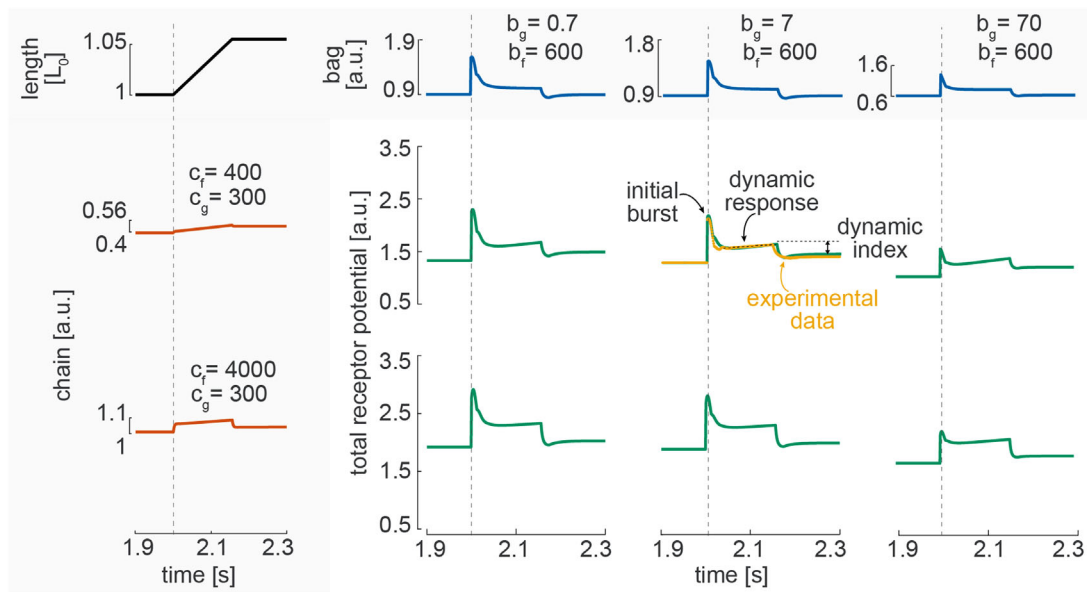 length
[L₀]
1.05
1
bag
[a.u.]
1.9
0.9
b_g= 0.7
b_f= 600
1.8
0.9
b_g= 7
b_f= 600
1.6
0.6
b_g= 70
b_f= 600
chain [a.u.]
c_f= 400
c_g= 300
0.56
0.4
c_f= 4000
c_g= 300
1.1
1
total receptor potential [a.u.]
3.5
2.5
1.5
0.5
initial
burst
dynamic
response
dynamic
index
experimental
data
3.5
2.5
1.5
0.5
1.9
2.1
2.3
time [s]
1.9
2.1
2.3
time [s]
1.9
2.1
2.3
time [s]
1.9
2.1
2.3
time [s]